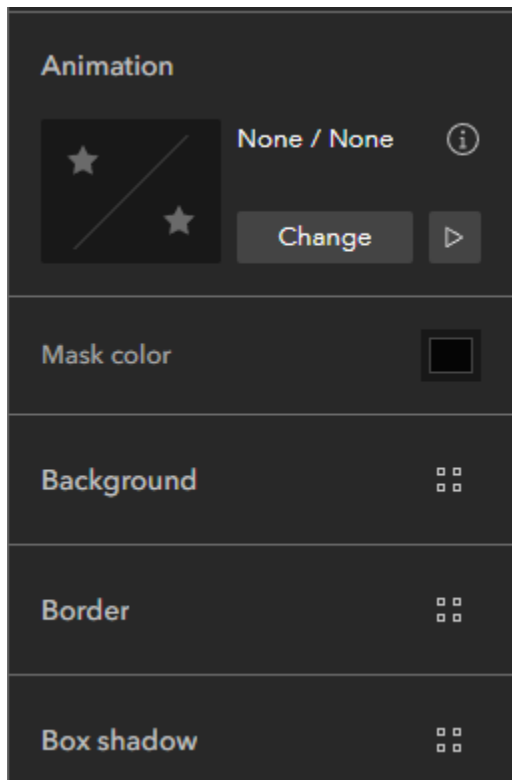 Animation
None / None
Change
Mask color
Background
Border
Box shadow